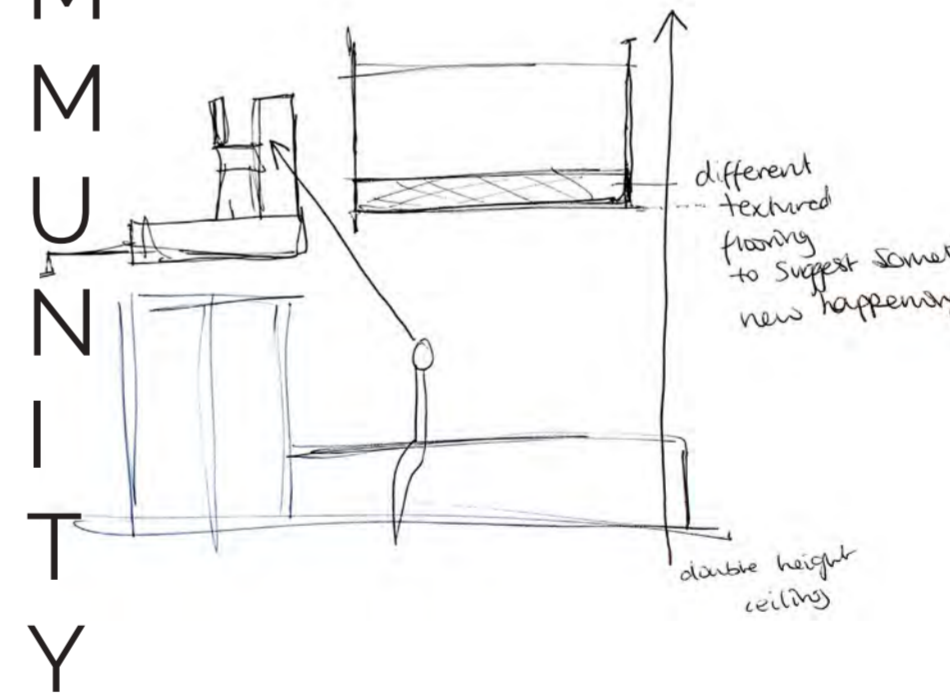 M
M
U
N
I
T
Y
different
textured
flooring
to suggest
new
double height
ceiling